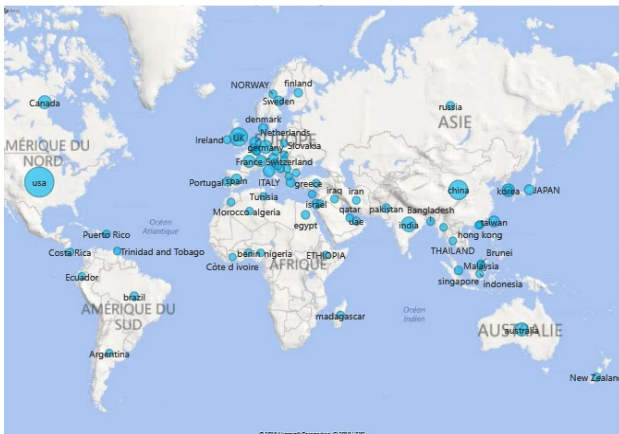 NORWAY
finland
Canada
Sweden
russia
ASIE
denmark
Ireland
UK
Netherlands
EUROPE
AMÉRIQUE DU
NORD
germany
Slovakia
France
Switzerland
usa
Portugal
spain
ITALY
greece
iraq
iran
china
korea
JAPAN
Tunisia
israel
qatar
pakistan
Bangladesh
Morocco
algeria
uae
india
taiwan
egypt
hong kong
Océan
Atlantique
Puerto Rico
Costa Rica
Trinidad and Tobago
Côte d ivoire
bénin
nigeria
ETHIOPIA
AFRIQUE
THAILAND
Brunei
Malaysia
singapore
indonesia
Ecuador
brazil
AMÉRIQUE DU
SUD
madagascar
Océan
Indien
AUSTRALIE
australia
Argentina
New Zealand